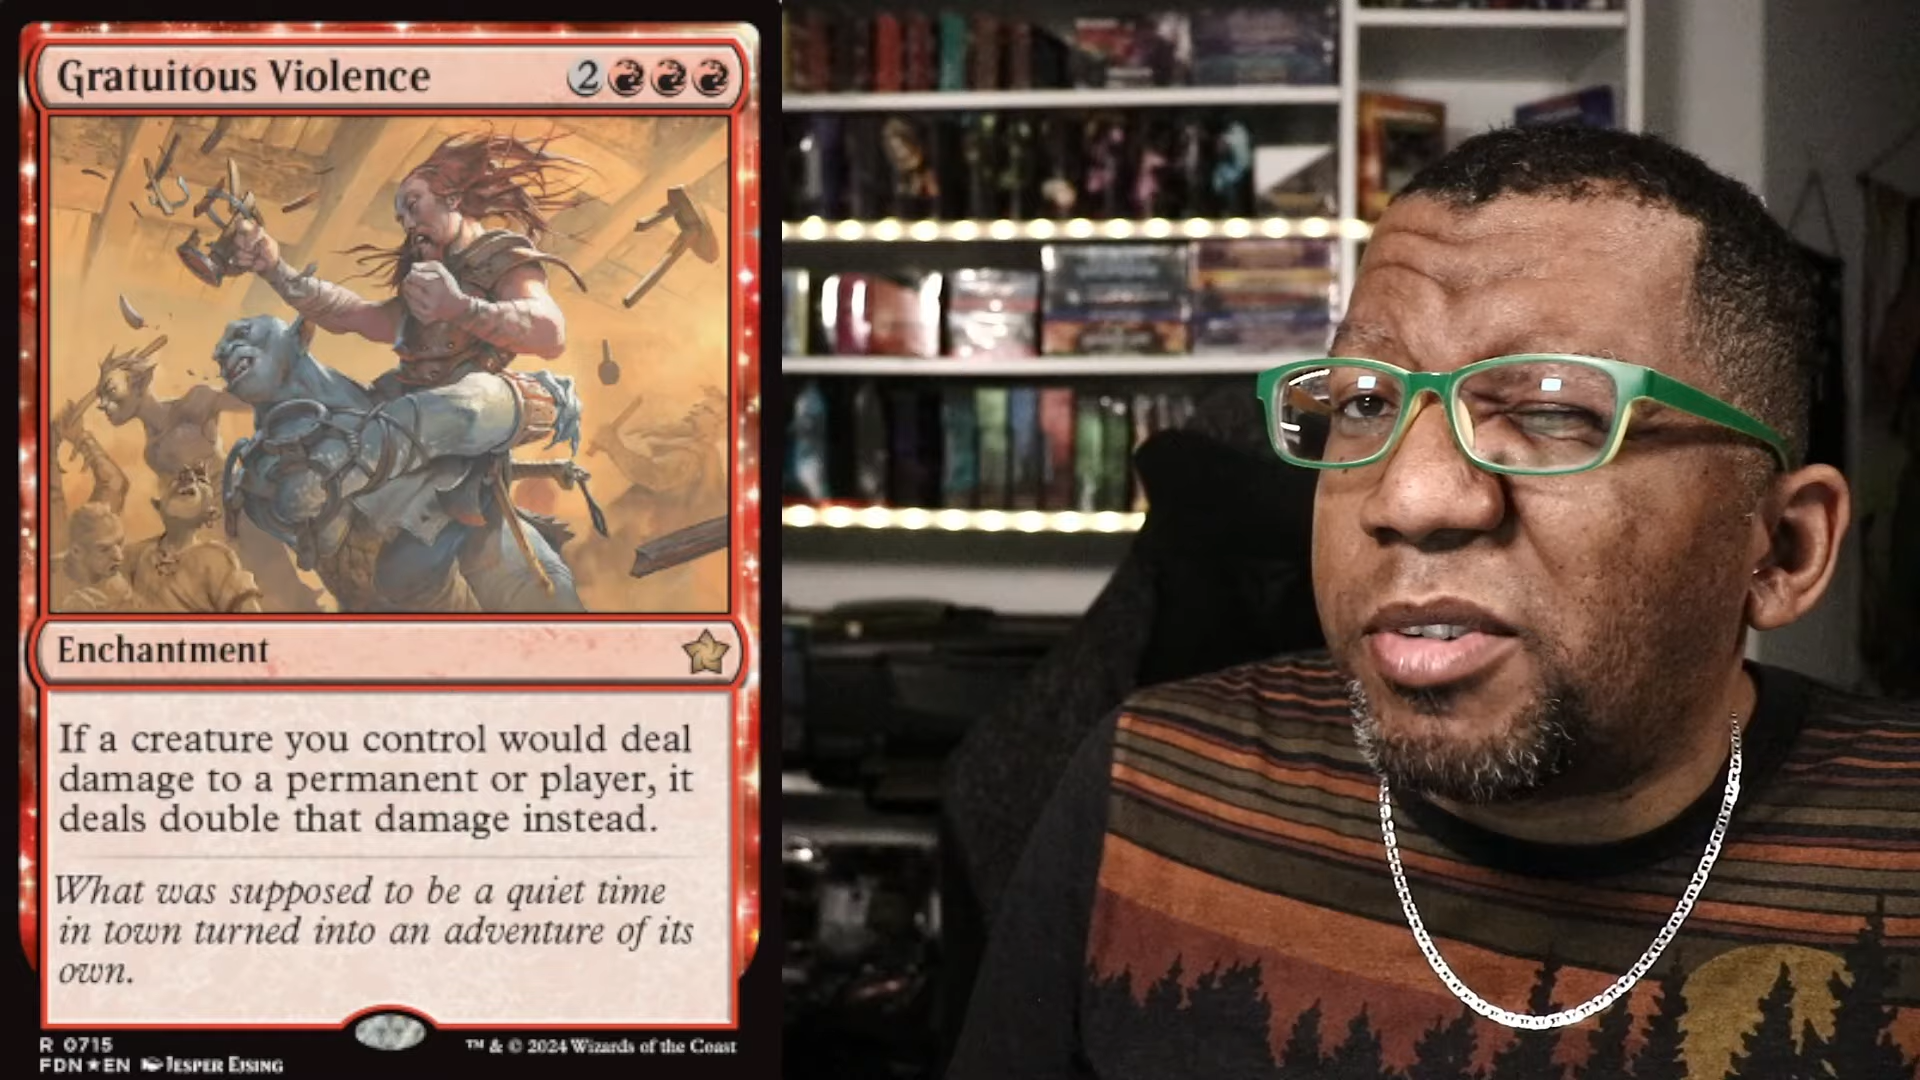 Gratuitous Violence 2
Enchantment
If a creature you control would deal
damage to a permanent or player, it
deals double that damage instead.
What was supposed to be a quiet time
in town turned into an adventure of its
own.
R 0715
FDN★EN Jesper Ejsing
™ & © 2024 Wizards of the Coast